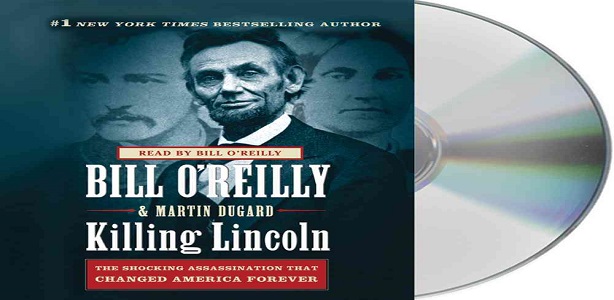 #1 NEW YORK TIMES BESTSELLING AUTHOR
READ BY BILL O'REILLY
BILL O'REILLY
& MARTIN DUGARD
Killing Lincoln
THE SHOCKING ASSASSINATION THAT
CHANGED AMERICA FOREVER